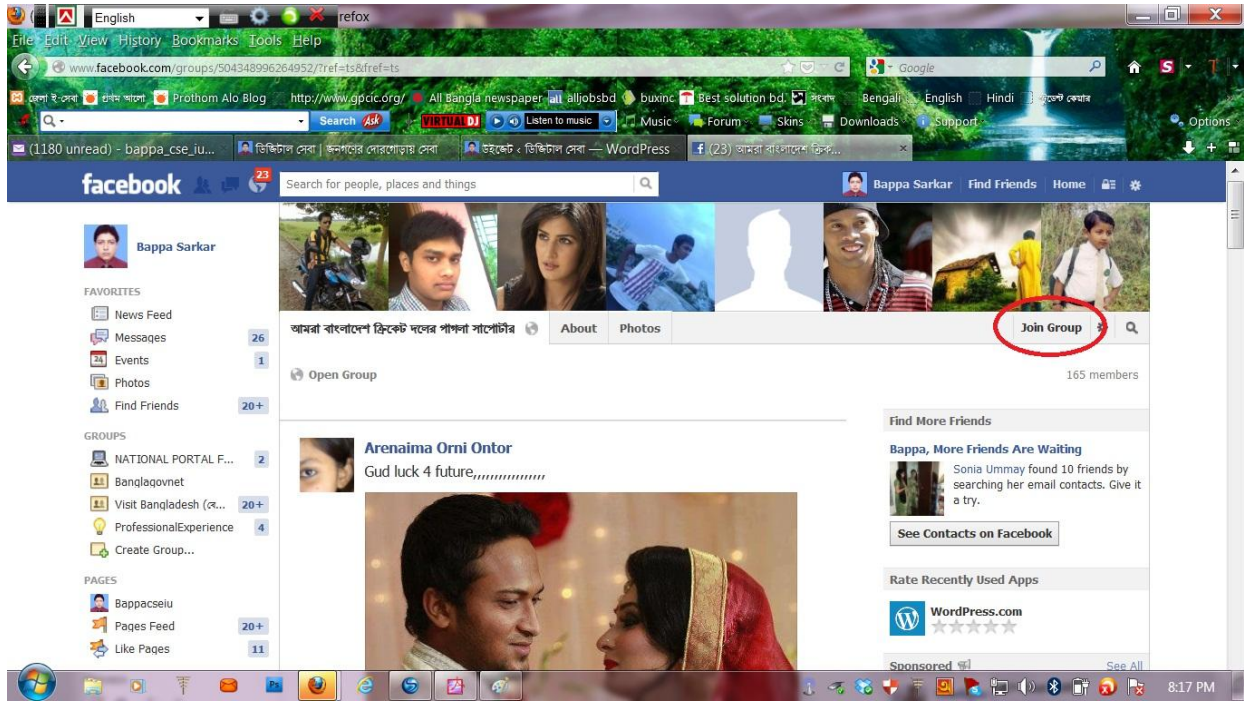 English
refox
File Edit View History Bookmarks Tools Help
www.facebook.com/groups/504348996264952/?ref=ts&fref=ts
Google
জেলা ই-সেবা প্রথম আলো Prothom Alo Blog http://www.gpcic.org/ All Bangla newspaper alljobsbd buxinc Best solution bd. সংবাদ Bengali English Hindi
Search Ask VIRTUAL DJ Listen to music Music Forum Skins Downloads Support Options
(1180 unread) - bappa_cse_iu... ডিজিটাল সেবা | জনগণের দোরগোড়ায় সেবা উইজেট ‹ ডিজিটাল সেবা — WordPress (23) আমরা বাংলাদেশ ক্রিক...
facebook 23 Search for people, places and things Bappa Sarkar Find Friends Home
Bappa Sarkar
FAVORITES
News Feed
Messages 26
Events 1
Photos
Find Friends 20+
GROUPS
NATIONAL PORTAL F... 2
Banglagovnet
Visit Bangladesh (বে... 20+
ProfessionalExperience 4
Create Group...
PAGES
Bappacseiu
Pages Feed 20+
Like Pages 11
আমরা বাংলাদেশ ক্রিকেট দলের পাগলা সাপোর্টার About Photos Join Group
Open Group 165 members
Arenaima Orni Ontor
Gud luck 4 future,,,,,,,,,,,,,,,,,
Find More Friends
Bappa, More Friends Are Waiting
Sonia Ummay found 10 friends by
searching her email contacts. Give it
a try.
See Contacts on Facebook
Rate Recently Used Apps
WordPress.com
Sponsored See All
8:17 PM